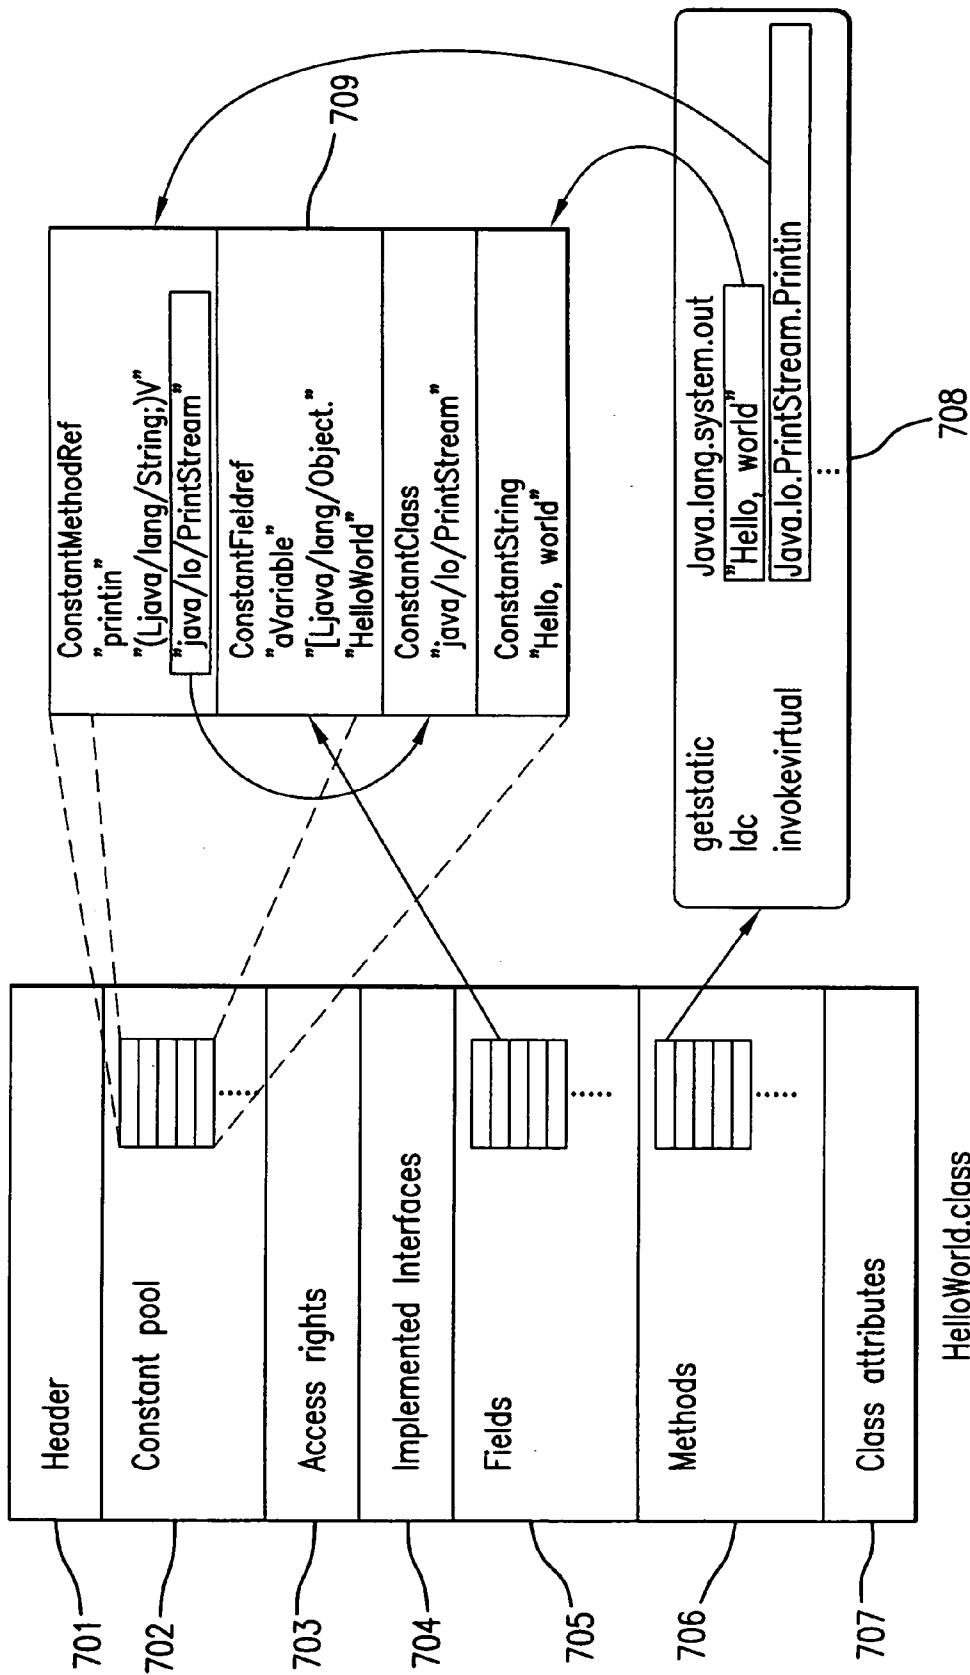 701
Header
702
Constant pool
703
Access rights
704
Implemented Interfaces
705
Fields
706
Methods
707
Class attributes
HelloWorld.class
ConstantMethodRef
"printin"
"(Ljava/lang/String;)V"
"java/Io/PrintStream"
ConstantFieldref
"aVariable"
"[Ljava/lang/Object."
"HelloWorld"
ConstantClass
"java/Io/PrintStream"
ConstantString
"Hello, world"
709
getstatic Java.lang.system.out
ldc "Hello, world"
invokevirtual Java.Io.PrintStream.Printin
708